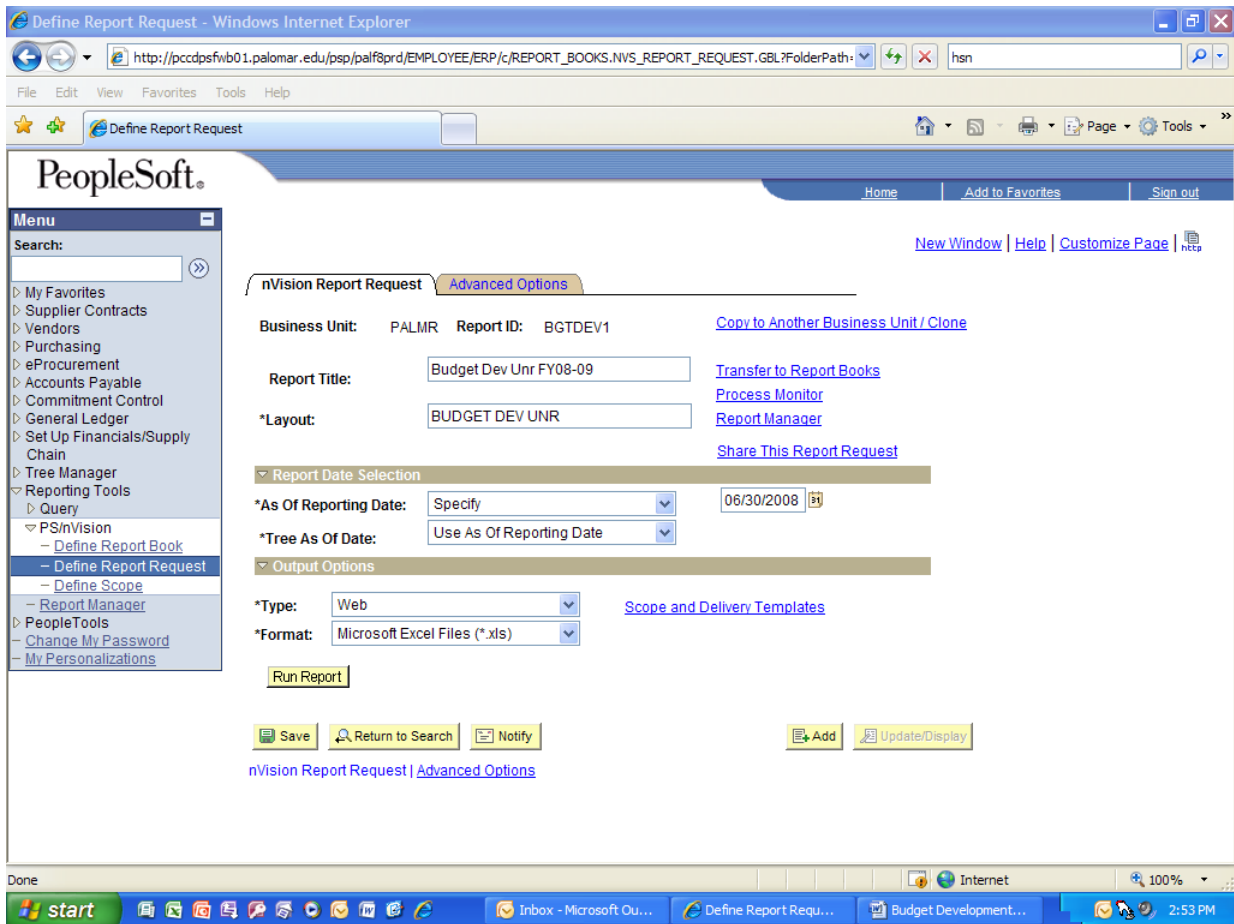 Define Report Request - Windows Internet Explorer
http://pccdpsfwb01.palomar.edu/psp/palf8prd/EMPLOYEE/ERP/c/REPORT_BOOKS.NVS_REPORT_REQUEST.GBL?FolderPath= hsn
File Edit View Favorites Tools Help
Define Report Request Page Tools
PeopleSoft®
Home Add to Favorites Sign out
Menu
Search:
New Window | Help | Customize Page | http
My Favorites
Supplier Contracts
Vendors
Purchasing
eProcurement
Accounts Payable
Commitment Control
General Ledger
Set Up Financials/Supply
Chain
Tree Manager
Reporting Tools
Query
PS/nVision
– Define Report Book
– Define Report Request
– Define Scope
– Report Manager
PeopleTools
– Change My Password
– My Personalizations
nVision Report Request Advanced Options
Business Unit: PALMR Report ID: BGTDEV1 Copy to Another Business Unit / Clone
Report Title: Budget Dev Unr FY08-09 Transfer to Report Books
Process Monitor
*Layout: BUDGET DEV UNR Report Manager
Share This Report Request
Report Date Selection
*As Of Reporting Date: Specify 06/30/2008 31
*Tree As Of Date: Use As Of Reporting Date
Output Options
*Type: Web Scope and Delivery Templates
*Format: Microsoft Excel Files (*.xls)
Run Report
Save Return to Search Notify Add Update/Display
nVision Report Request | Advanced Options
Done Internet 100%
start Inbox - Microsoft Ou... Define Report Requ... Budget Development... 2:53 PM